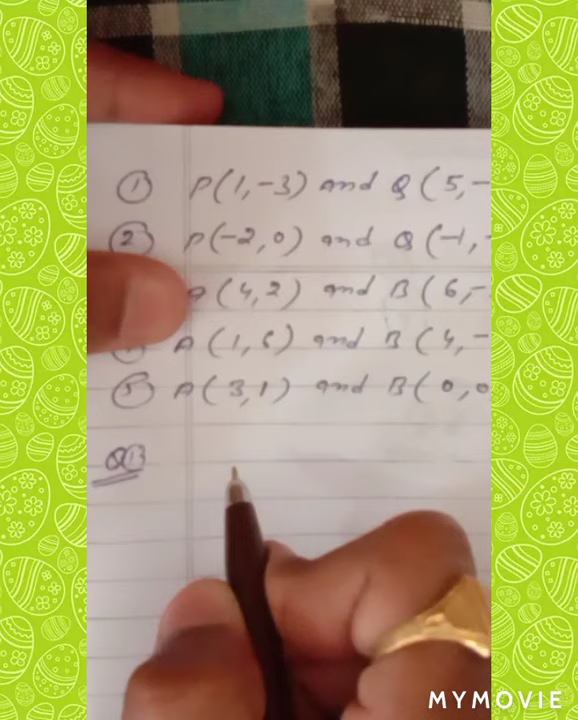 ① P(1,-3) and Q(5,-
② P(-2,0) and Q(-1,-
A(4,2) and B(6,-
A(1,6) and B(4,-
⑤ A(3,1) and B(0,0
Q①
MYMOVIE